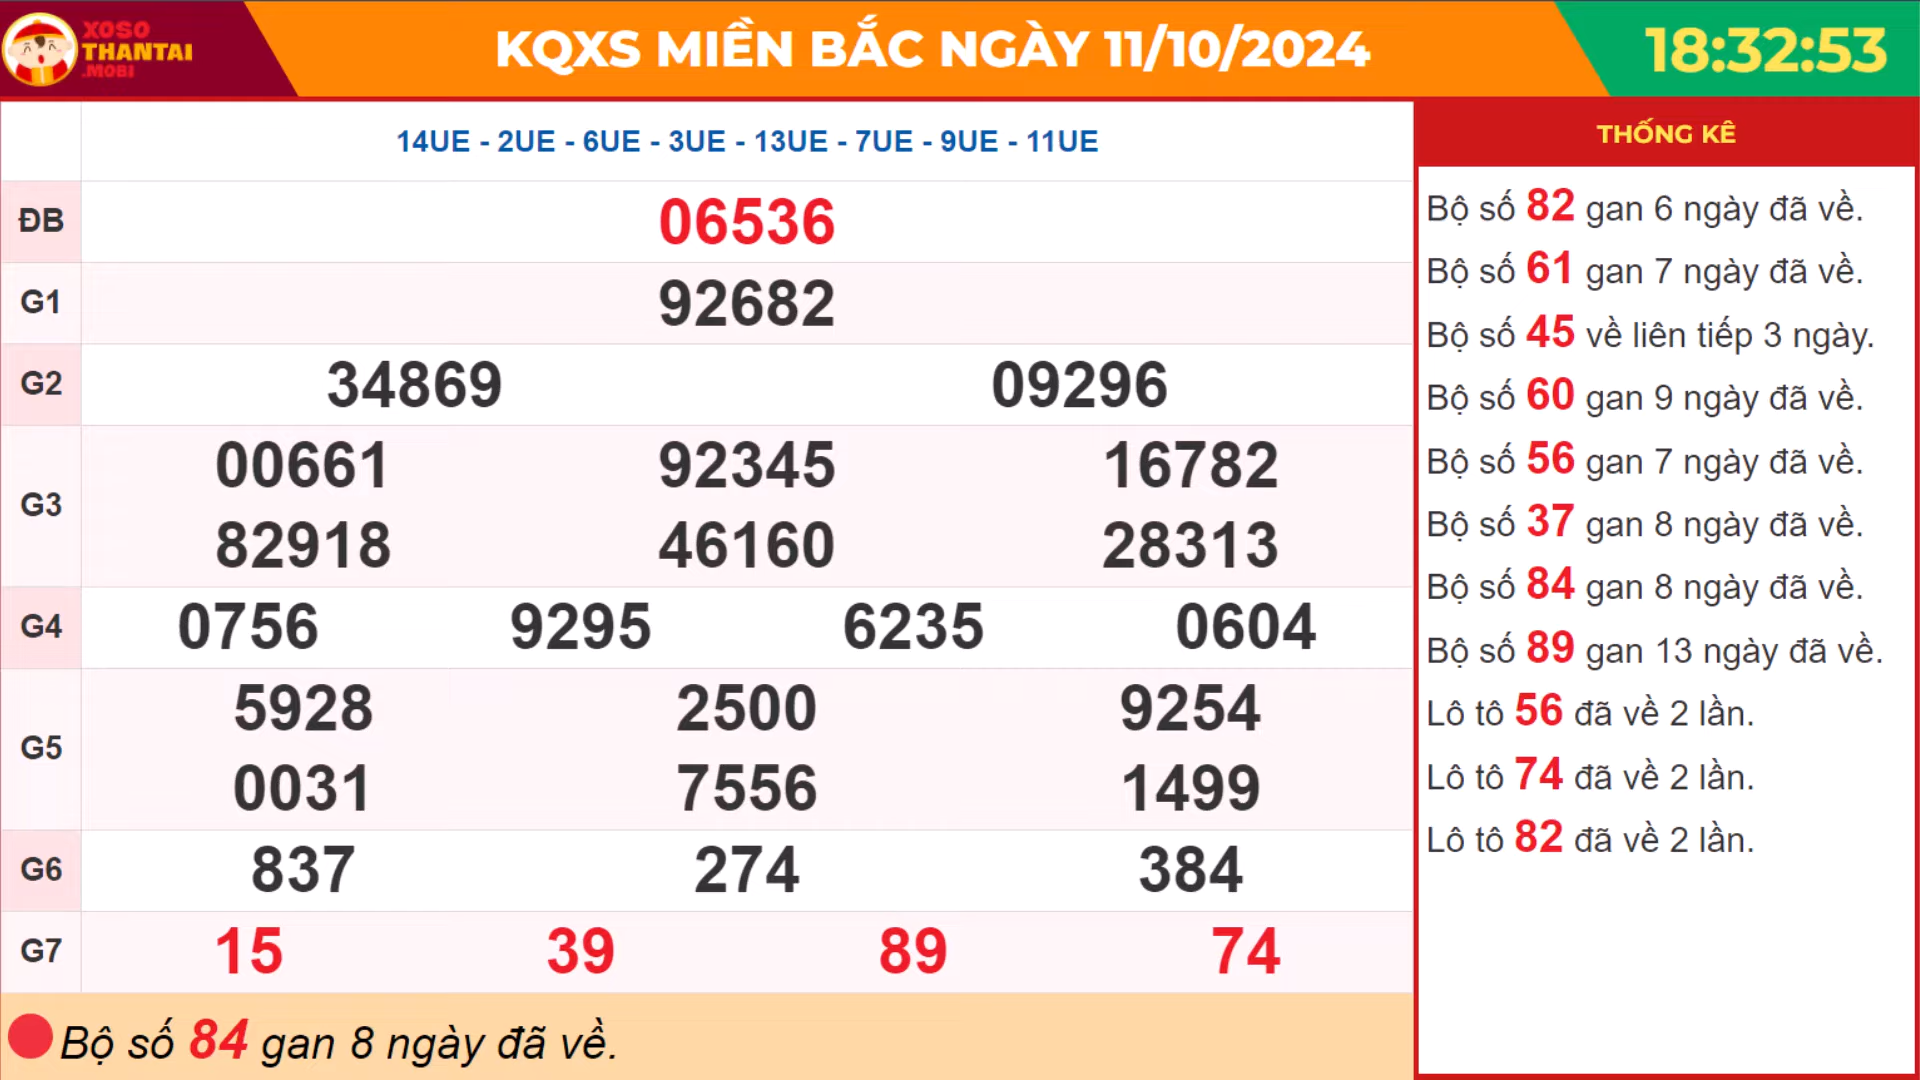 XOSO
THANTAI
.MOBI
KQXS MIỀN BẮC NGÀY 11/10/2024
18:32:53
14UE - 2UE - 6UE - 3UE - 13UE - 7UE - 9UE - 11UE
ĐB 06536
G1 92682
G2 34869 09296
G3 00661 92345 16782
82918 46160 28313
G4 0756 9295 6235 0604
G5 5928 2500 9254
0031 7556 1499
G6 837 274 384
G7 15 39 89 74
Bộ số 84 gan 8 ngày đã về.
THỐNG KÊ
Bộ số 82 gan 6 ngày đã về.
Bộ số 61 gan 7 ngày đã về.
Bộ số 45 về liên tiếp 3 ngày.
Bộ số 60 gan 9 ngày đã về.
Bộ số 56 gan 7 ngày đã về.
Bộ số 37 gan 8 ngày đã về.
Bộ số 84 gan 8 ngày đã về.
Bộ số 89 gan 13 ngày đã về.
Lô tô 56 đã về 2 lần.
Lô tô 74 đã về 2 lần.
Lô tô 82 đã về 2 lần.